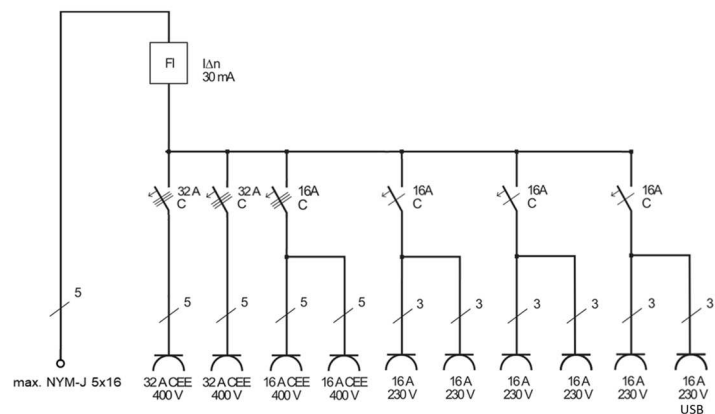 FI
IΔn
30 mA
32 A
C
32 A
C
16A
C
16A
C
16A
C
16A
C
5
5
5
5
5
3
3
3
3
3
3
max. NYM-J 5x16
32 A CEE
400 V
32 A CEE
400 V
16 A CEE
400 V
16 A CEE
400 V
16 A
230 V
16 A
230 V
16 A
230 V
16 A
230 V
16 A
230 V
16 A
230 V
USB